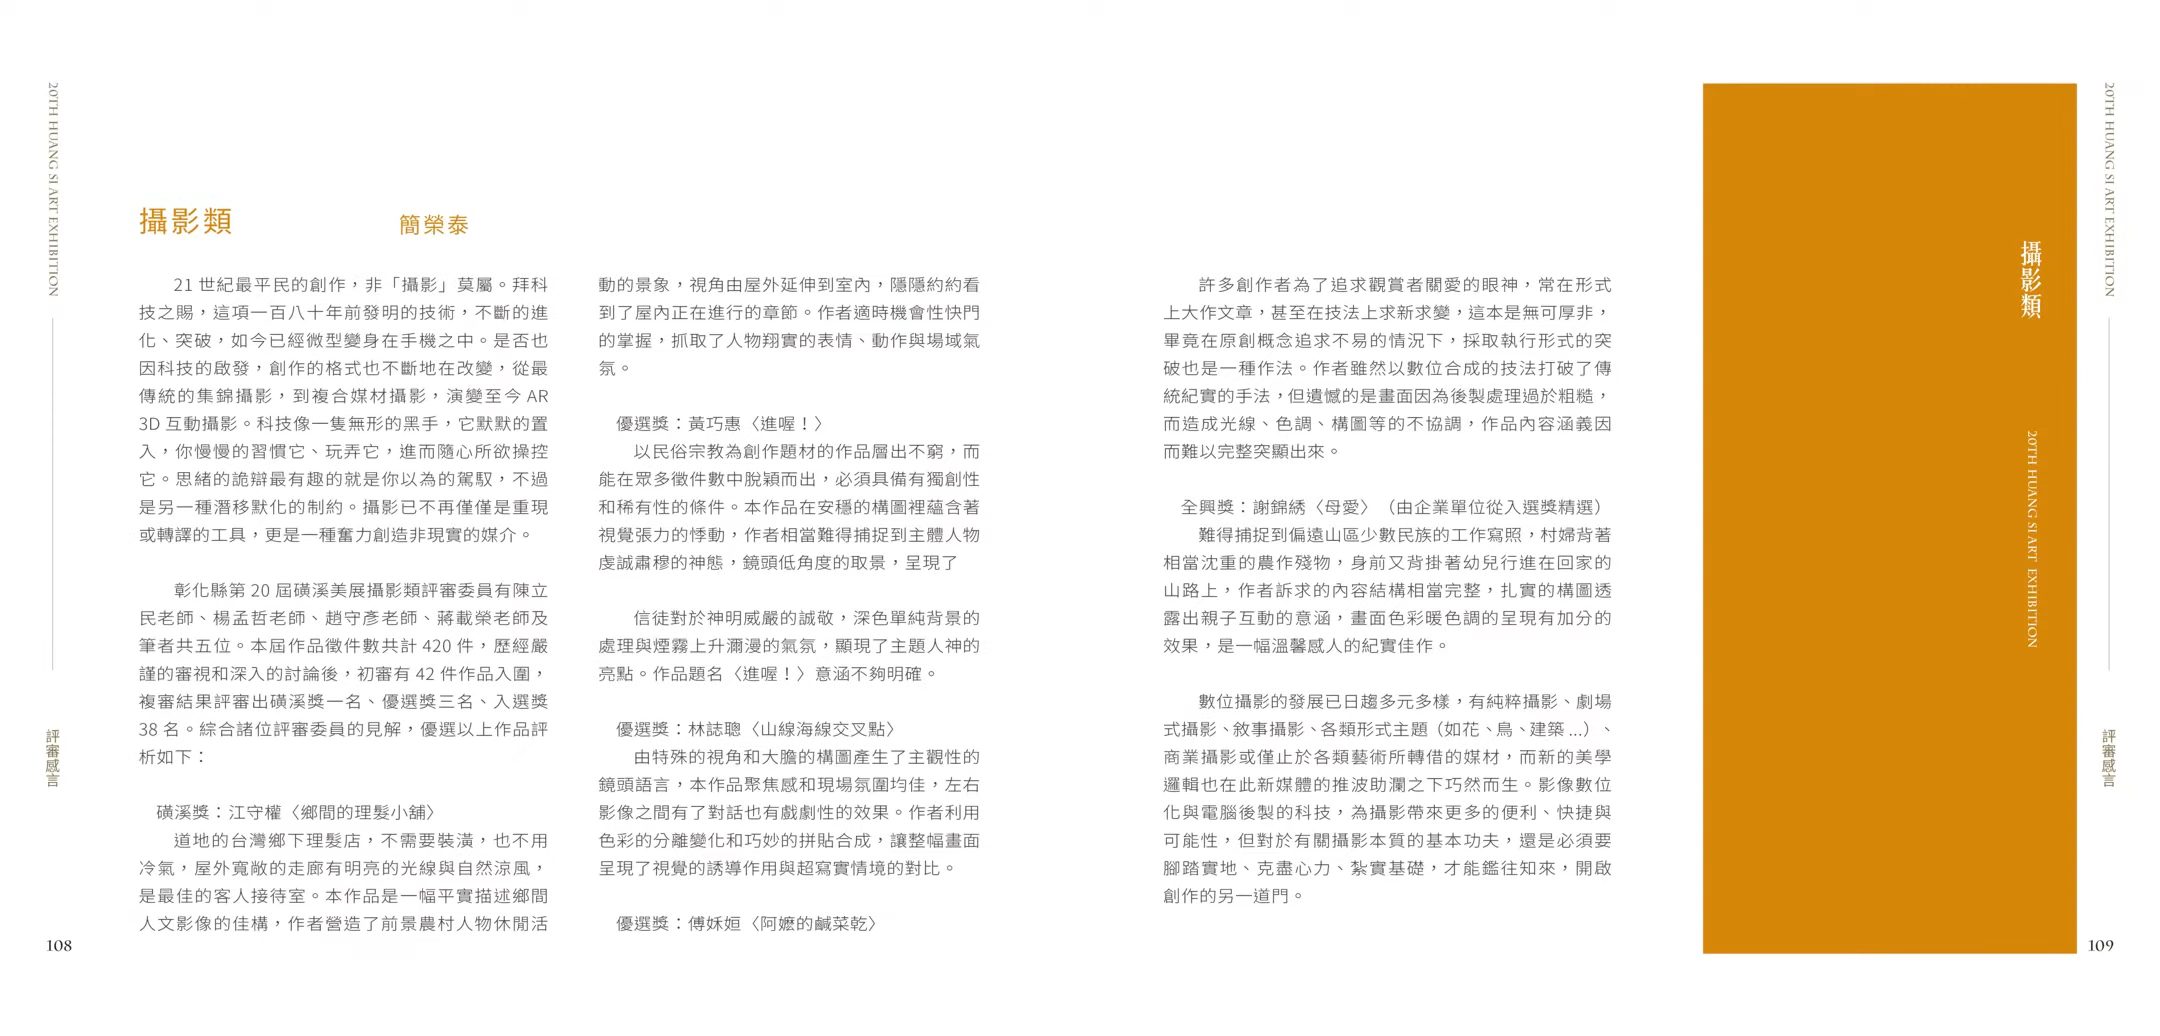 20TH HUANG SI ART EXHIBITION
評審感言
108
攝影類
簡榮泰
21 世紀最平民的創作，非「攝影」莫屬。拜科
技之賜，這項一百八十年前發明的技術，不斷的進
化、突破，如今已經微型變身在手機之中。是否也
因科技的啟發，創作的格式也不斷地在改變，從最
傳統的集錦攝影，到複合媒材攝影，演變至今 AR
3D 互動攝影。科技像一隻無形的黑手，它默默的置
入，你慢慢的習慣它、玩弄它，進而隨心所欲操控
它。思緒的詭辯最有趣的就是你以為的駕馭，不過
是另一種潛移默化的制約。攝影已不再僅僅是重現
或轉譯的工具，更是一種奮力創造非現實的媒介。
彰化縣第 20 屆磺溪美展攝影類評審委員有陳立
民老師、楊孟哲老師、趙守彥老師、蔣載榮老師及
筆者共五位。本屆作品徵件數共計 420 件，歷經嚴
謹的審視和深入的討論後，初審有 42 件作品入圍，
複審結果評審出磺溪獎一名、優選獎三名、入選獎
38 名。綜合諸位評審委員的見解，優選以上作品評
析如下：
磺溪獎：江守權〈鄉間的理髮小舖〉
道地的台灣鄉下理髮店，不需要裝潢，也不用
冷氣，屋外寬敞的走廊有明亮的光線與自然涼風，
是最佳的客人接待室。本作品是一幅平實描述鄉間
人文影像的佳構，作者營造了前景農村人物休閒活
動的景象，視角由屋外延伸到室內，隱隱約約看
到了屋內正在進行的章節。作者適時機會性快門
的掌握，抓取了人物翔實的表情、動作與場域氣
氛。
優選獎：黃巧惠〈進喔！〉
以民俗宗教為創作題材的作品層出不窮，而
能在眾多徵件數中脫穎而出，必須具備有獨創性
和稀有性的條件。本作品在安穩的構圖裡蘊含著
視覺張力的悸動，作者相當難得捕捉到主體人物
虔誠肅穆的神態，鏡頭低角度的取景，呈現了
信徒對於神明威嚴的誠敬，深色單純背景的
處理與煙霧上升瀰漫的氣氛，顯現了主題人神的
亮點。作品題名〈進喔！〉意涵不夠明確。
優選獎：林誌聰〈山線海線交叉點〉
由特殊的視角和大膽的構圖產生了主觀性的
鏡頭語言，本作品聚焦感和現場氛圍均佳，左右
影像之間有了對話也有戲劇性的效果。作者利用
色彩的分離變化和巧妙的拼貼合成，讓整幅畫面
呈現了視覺的誘導作用與超寫實情境的對比。
優選獎：傅妷姮〈阿嬤的鹹菜乾〉
許多創作者為了追求觀賞者關愛的眼神，常在形式
上大作文章，甚至在技法上求新求變，這本是無可厚非，
畢竟在原創概念追求不易的情況下，採取執行形式的突
破也是一種作法。作者雖然以數位合成的技法打破了傳
統紀實的手法，但遺憾的是畫面因為後製處理過於粗糙，
而造成光線、色調、構圖等的不協調，作品內容涵義因
而難以完整突顯出來。
全興獎：謝錦綉〈母愛〉（由企業單位從入選獎精選）
難得捕捉到偏遠山區少數民族的工作寫照，村婦背著
相當沈重的農作殘物，身前又背掛著幼兒行進在回家的
山路上，作者訴求的內容結構相當完整，扎實的構圖透
露出親子互動的意涵，畫面色彩暖色調的呈現有加分的
效果，是一幅溫馨感人的紀實佳作。
數位攝影的發展已日趨多元多樣，有純粹攝影、劇場
式攝影、敘事攝影、各類形式主題（如花、鳥、建築 ...）、
商業攝影或僅止於各類藝術所轉借的媒材，而新的美學
邏輯也在此新媒體的推波助瀾之下巧然而生。影像數位
化與電腦後製的科技，為攝影帶來更多的便利、快捷與
可能性，但對於有關攝影本質的基本功夫，還是必須要
腳踏實地、克盡心力、紮實基礎，才能鑑往知來，開啟
創作的另一道門。
攝影類
20TH HUANG SI ART EXHIBITION
20TH HUANG SI ART EXHIBITION
評審感言
109